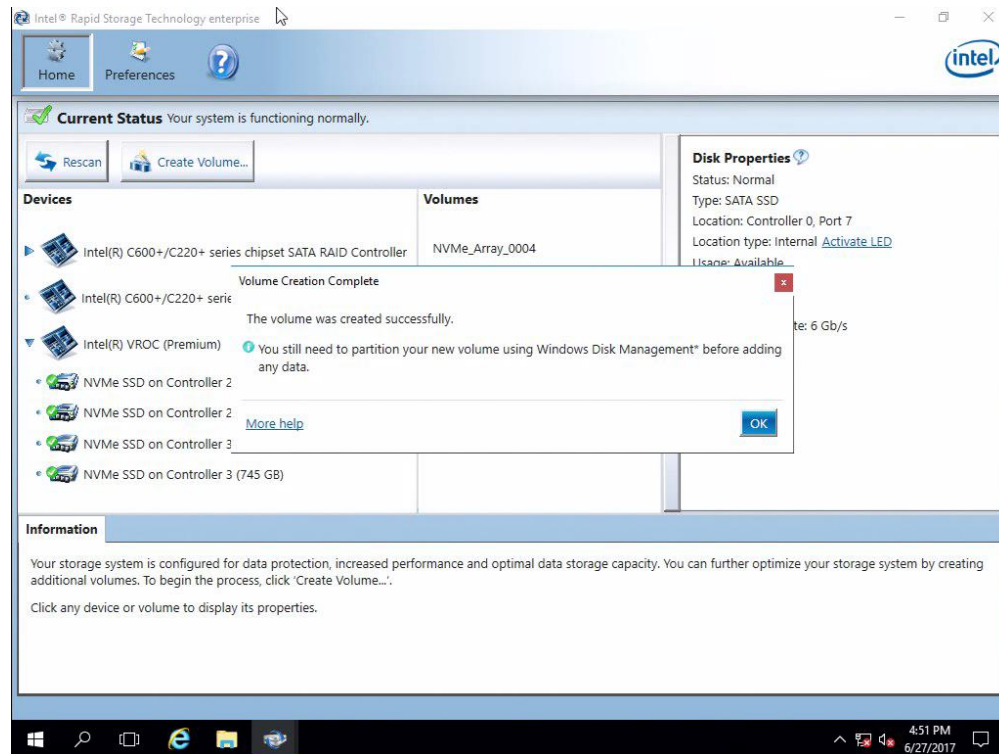 Intel® Rapid Storage Technology enterprise
Home
Preferences
?
intel
Current Status Your system is functioning normally.
Rescan
Create Volume...
Devices
Volumes
Intel(R) C600+/C220+ series chipset SATA RAID Controller
NVMe_Array_0004
Intel(R) C600+/C220+ serie
Intel(R) VROC (Premium)
NVMe SSD on Controller 2
NVMe SSD on Controller 2
NVMe SSD on Controller 3
NVMe SSD on Controller 3 (745 GB)
Volume Creation Complete
x
The volume was created successfully.
You still need to partition your new volume using Windows Disk Management* before adding
any data.
More help
OK
Disk Properties ?
Status: Normal
Type: SATA SSD
Location: Controller 0, Port 7
Location type: Internal Activate LED
Usage: Available
te: 6 Gb/s
Information
Your storage system is configured for data protection, increased performance and optimal data storage capacity. You can further optimize your storage system by creating
additional volumes. To begin the process, click 'Create Volume...'.
Click any device or volume to display its properties.
4:51 PM
6/27/2017